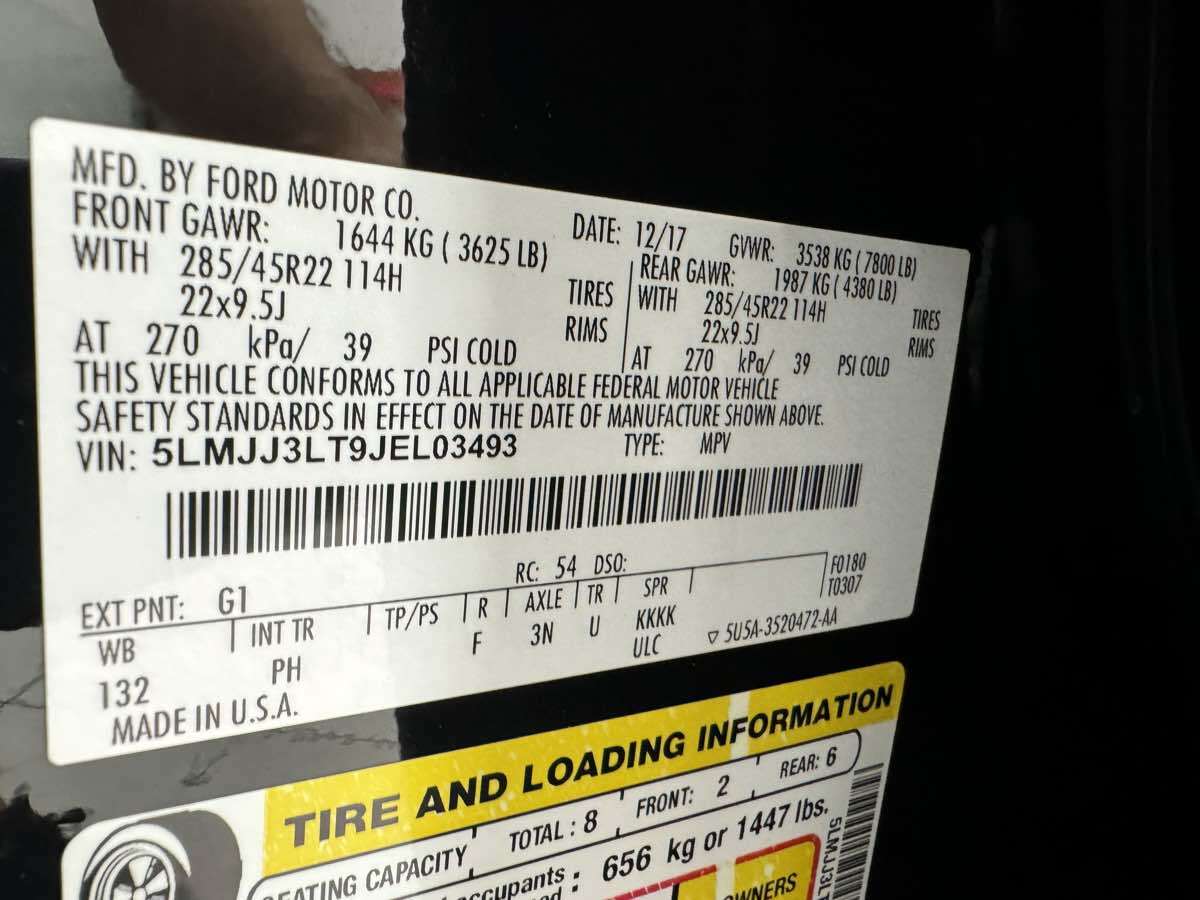 MFD. BY FORD MOTOR CO.
DATE: 12/17 GVWR: 3538 KG ( 7800 LB)
FRONT GAWR: 1644 KG ( 3625 LB)
WITH 285/45R22 114H TIRES
22x9.5J RIMS
AT 270 kPa/ 39 PSI COLD
REAR GAWR: 1987 KG ( 4380 LB)
WITH 285/45R22 114H TIRES
22x9.5J RIMS
AT 270 kPa/ 39 PSI COLD
THIS VEHICLE CONFORMS TO ALL APPLICABLE FEDERAL MOTOR VEHICLE
SAFETY STANDARDS IN EFFECT ON THE DATE OF MANUFACTURE SHOWN ABOVE.
VIN: 5LMJJ3LT9JEL03493 TYPE: MPV
EXT PNT: G1 RC: 54 DSO: F0180
T0307
WB INT TR TP/PS R AXLE TR SPR
132 PH F 3N U KKKK
ULC
MADE IN U.S.A. 5U5A-3520472-AA
TIRE AND LOADING INFORMATION
SEATING CAPACITY TOTAL : 8 FRONT: 2 REAR: 6
occupants : 656 kg or 1447 lbs.
OWNERS
5LMJJ3L